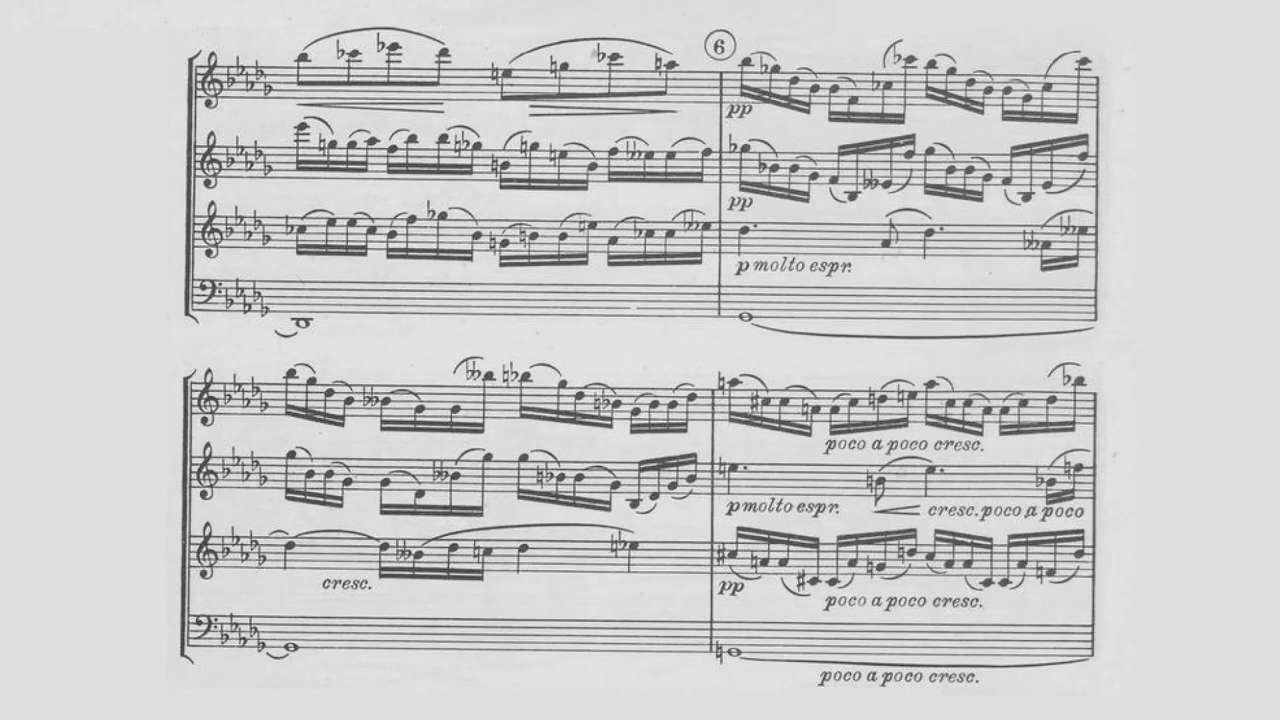 6
pp
pp
p molto espr.
cresc.
poco a poco cresc.
p molto espr.
cresc. poco a poco
pp
poco a poco cresc.
poco a poco cresc.